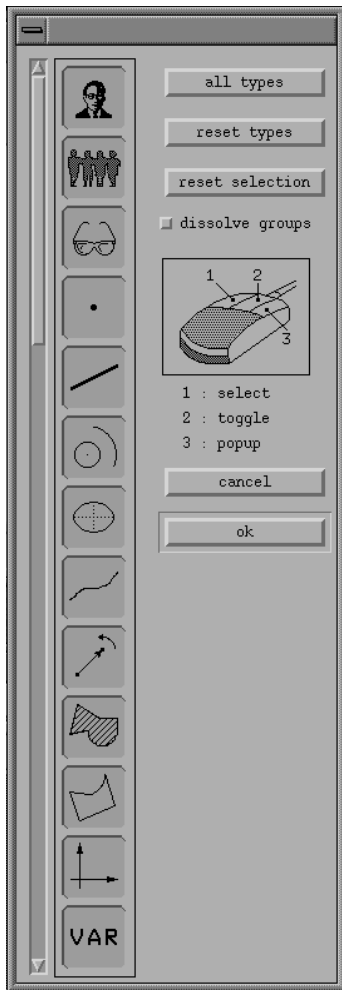 all types
reset types
reset selection
dissolve groups
1 2
3
1 : select
2 : toggle
3 : popup
cancel
ok
VAR